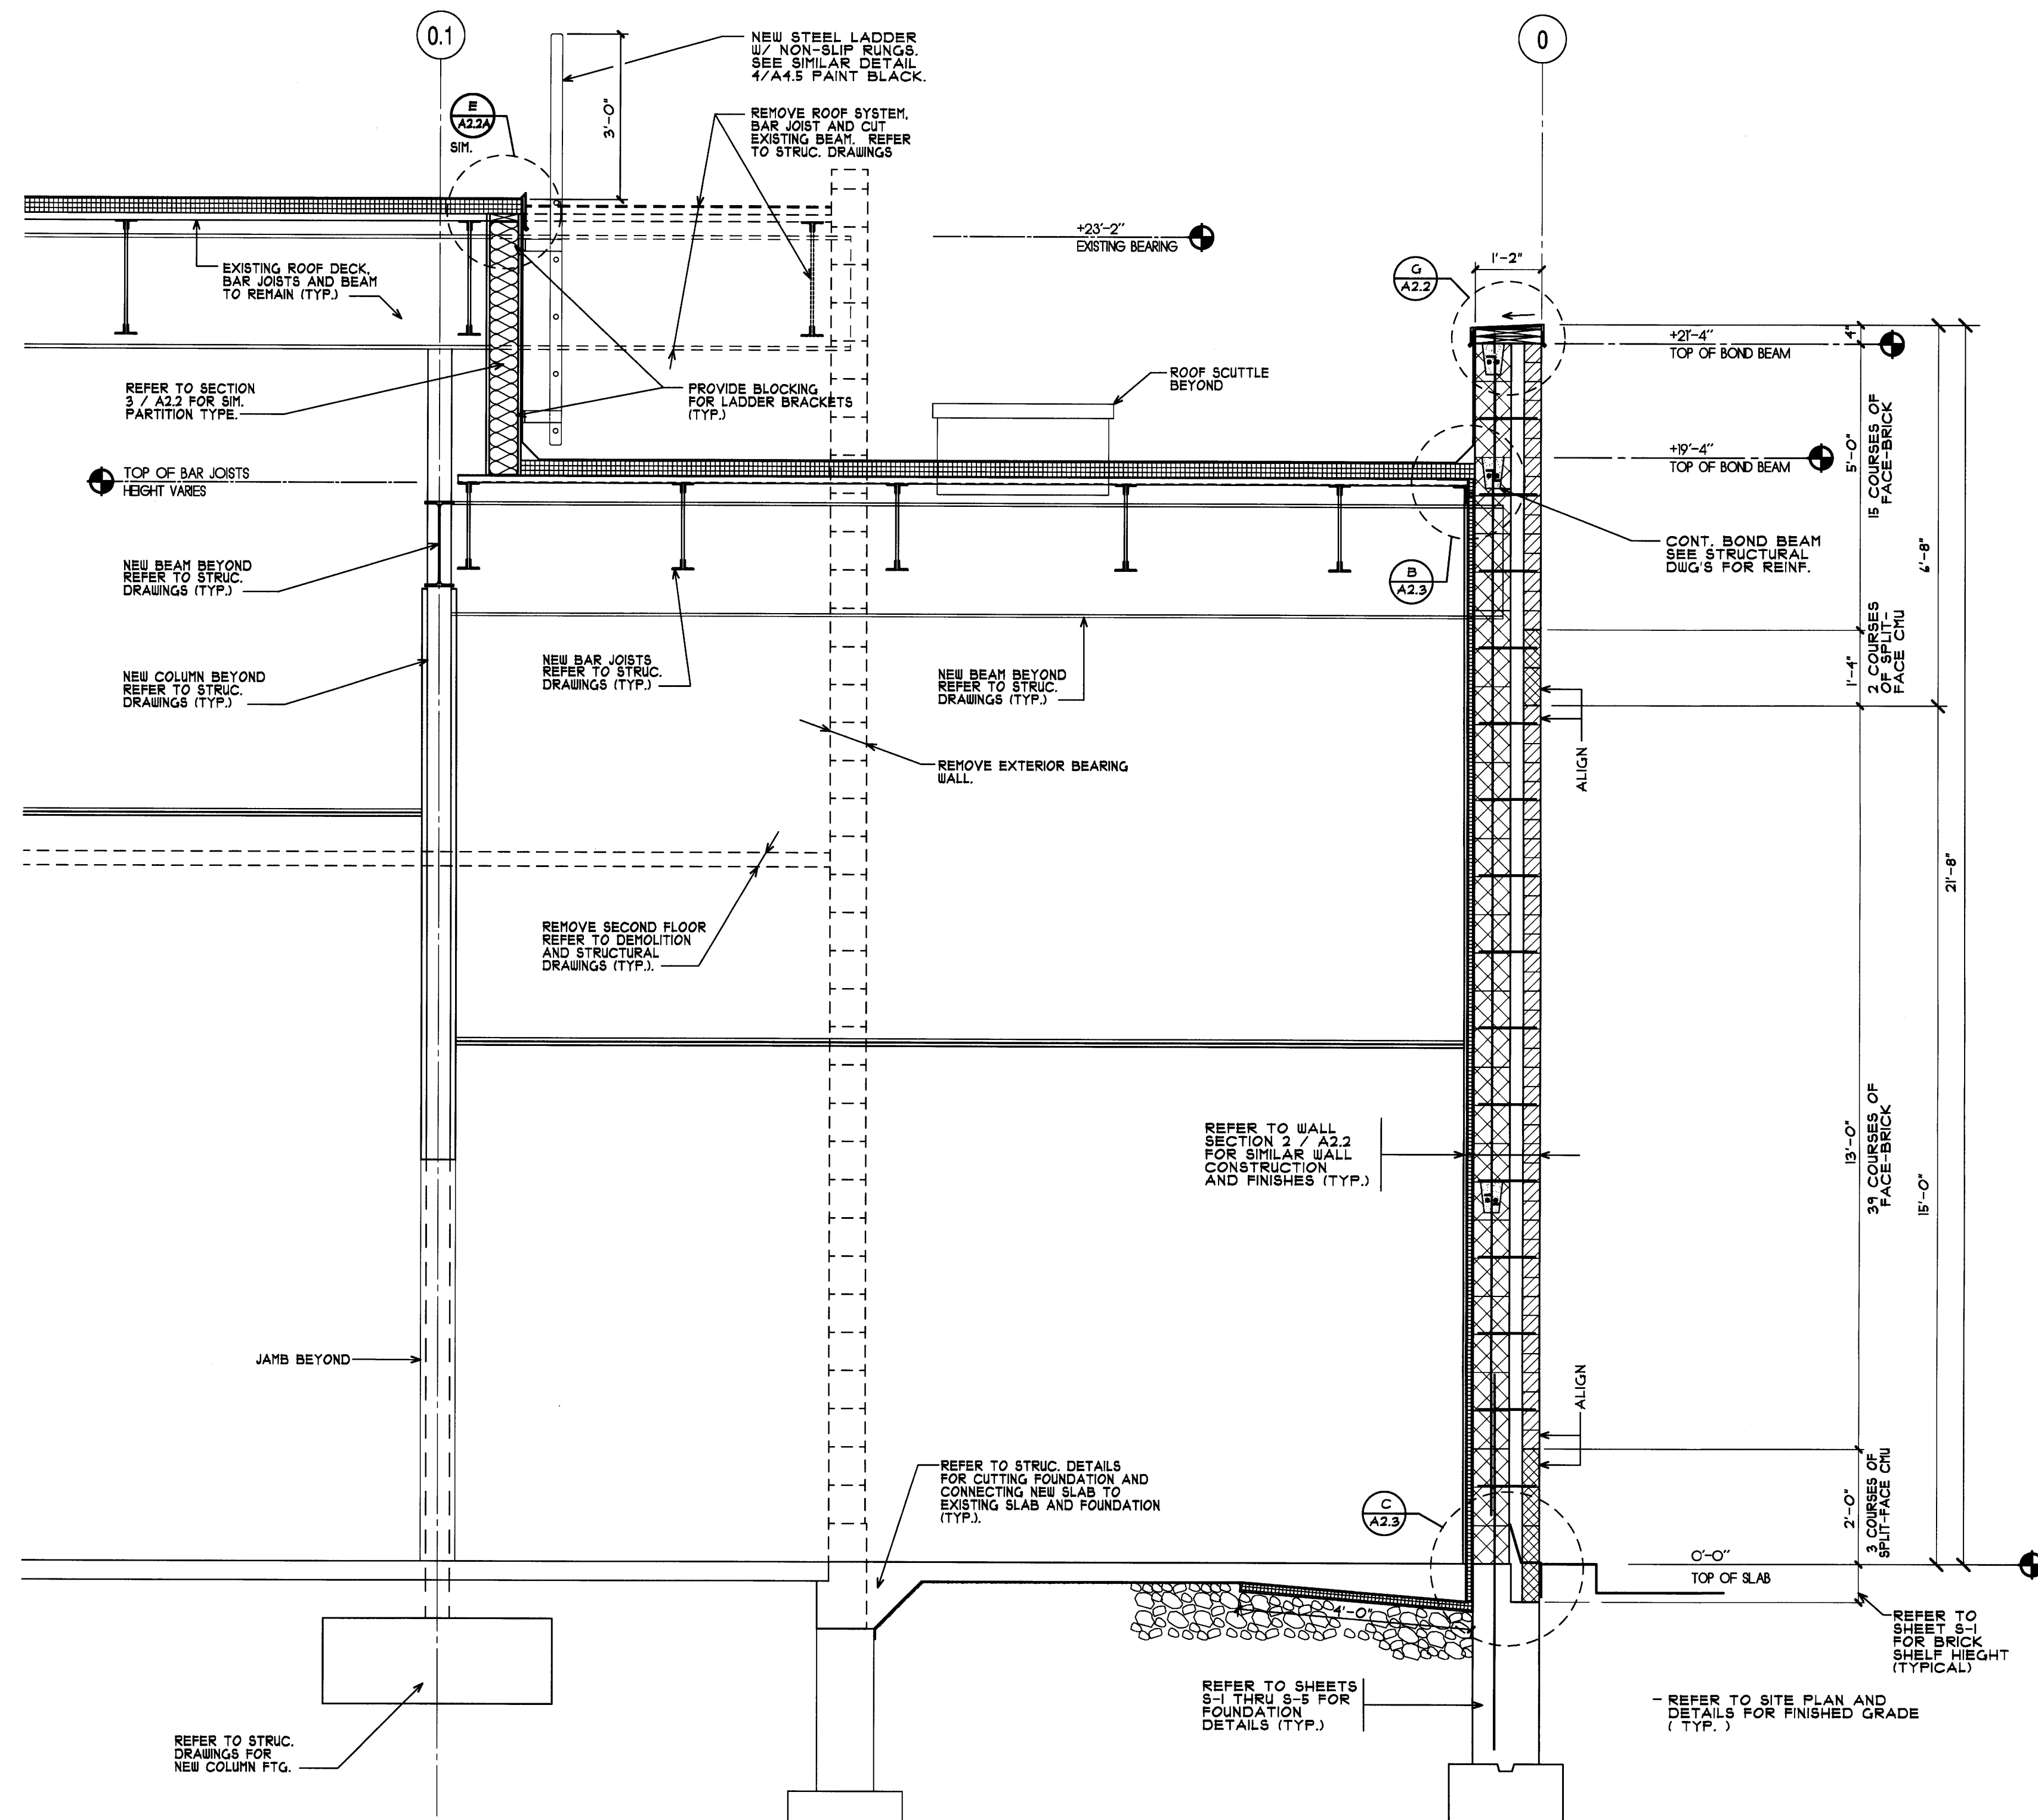 0.1
0
NEW STEEL LADDER
W/ NON-SLIP RUNGS.
SEE SIMILAR DETAIL
4/A4.5 PAINT BLACK.
3'-0"
E
A2.2A
SIM.
REMOVE ROOF SYSTEM,
BAR JOIST AND CUT
EXISTING BEAM. REFER
TO STRUC. DRAWINGS
+23'-2"
EXISTING BEARING
EXISTING ROOF DECK,
BAR JOISTS AND BEAM
TO REMAIN (TYP.)
G
A2.2
1'-2"
+21'-4"
TOP OF BOND BEAM
4"
REFER TO SECTION
3 / A2.2 FOR SIM.
PARTITION TYPE.
PROVIDE BLOCKING
FOR LADDER BRACKETS
(TYP.)
ROOF SCUTTLE
BEYOND
5'-0"
15 COURSES OF
FACE-BRICK
TOP OF BAR JOISTS
HEIGHT VARIES
+19'-4"
TOP OF BOND BEAM
CONT. BOND BEAM
SEE STRUCTURAL
DWG'S FOR REINF.
6'-8"
B
A2.3
NEW BEAM BEYOND
REFER TO STRUC.
DRAWINGS (TYP.)
NEW COLUMN BEYOND
REFER TO STRUC.
DRAWINGS (TYP.)
NEW BAR JOISTS
REFER TO STRUC.
DRAWINGS (TYP.)
NEW BEAM BEYOND
REFER TO STRUC.
DRAWINGS (TYP.)
1'-4"
2 COURSES
OF SPLIT-
FACE CMU
REMOVE EXTERIOR BEARING
WALL.
ALIGN
21'-8"
REMOVE SECOND FLOOR
REFER TO DEMOLITION
AND STRUCTURAL
DRAWINGS (TYP.).
REFER TO WALL
SECTION 2 / A2.2
FOR SIMILAR WALL
CONSTRUCTION
AND FINISHES (TYP.)
13'-0"
39 COURSES OF
FACE-BRICK
15'-0"
JAMB BEYOND
ALIGN
REFER TO STRUC. DETAILS
FOR CUTTING FOUNDATION AND
CONNECTING NEW SLAB TO
EXISTING SLAB AND FOUNDATION
(TYP.).
C
A2.3
2'-0"
3 COURSES OF
SPLIT-FACE CMU
0'-0"
TOP OF SLAB
4'-0"
REFER TO
SHEET S-1
FOR BRICK
SHELF HIEGHT
(TYPICAL)
REFER TO SHEETS
S-1 THRU S-5 FOR
FOUNDATION
DETAILS (TYP.)
- REFER TO SITE PLAN AND
DETAILS FOR FINISHED GRADE
( TYP. )
REFER TO STRUC.
DRAWINGS FOR
NEW COLUMN FTG.